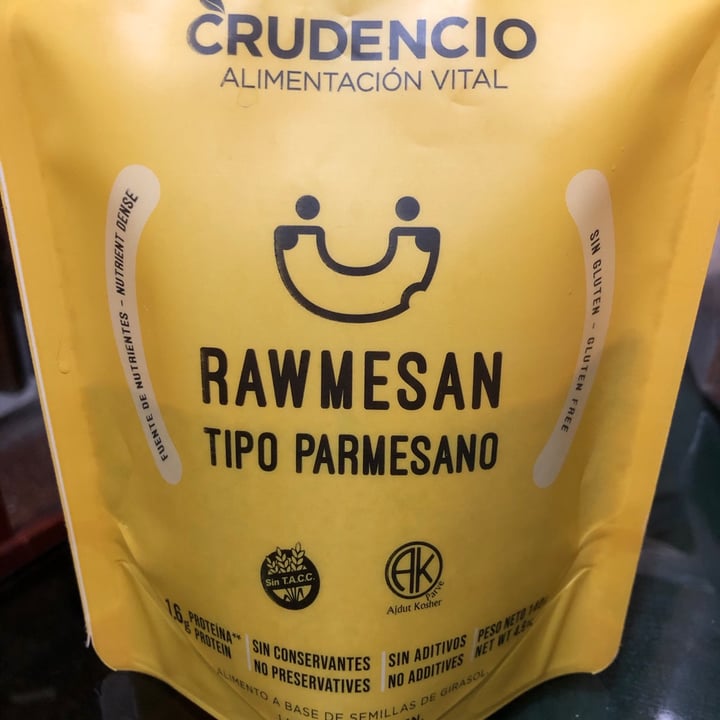 CRUDENCIO
ALIMENTACIÓN VITAL
FUENTE DE NUTRIENTES - NUTRIENT DENSE
SIN GLUTEN - GLUTEN FREE
RAWMESAN
TIPO PARMESANO
Sin T.A.C.C.
AK
Parve
Ajdut Kosher
PROTEÍNA**
g PROTEIN
SIN CONSERVANTES
NO PRESERVATIVES
SIN ADITIVOS
NO ADDITIVES
PESO NETO
NET WT
ALIMENTO A BASE DE SEMILLAS DE GIRASOL